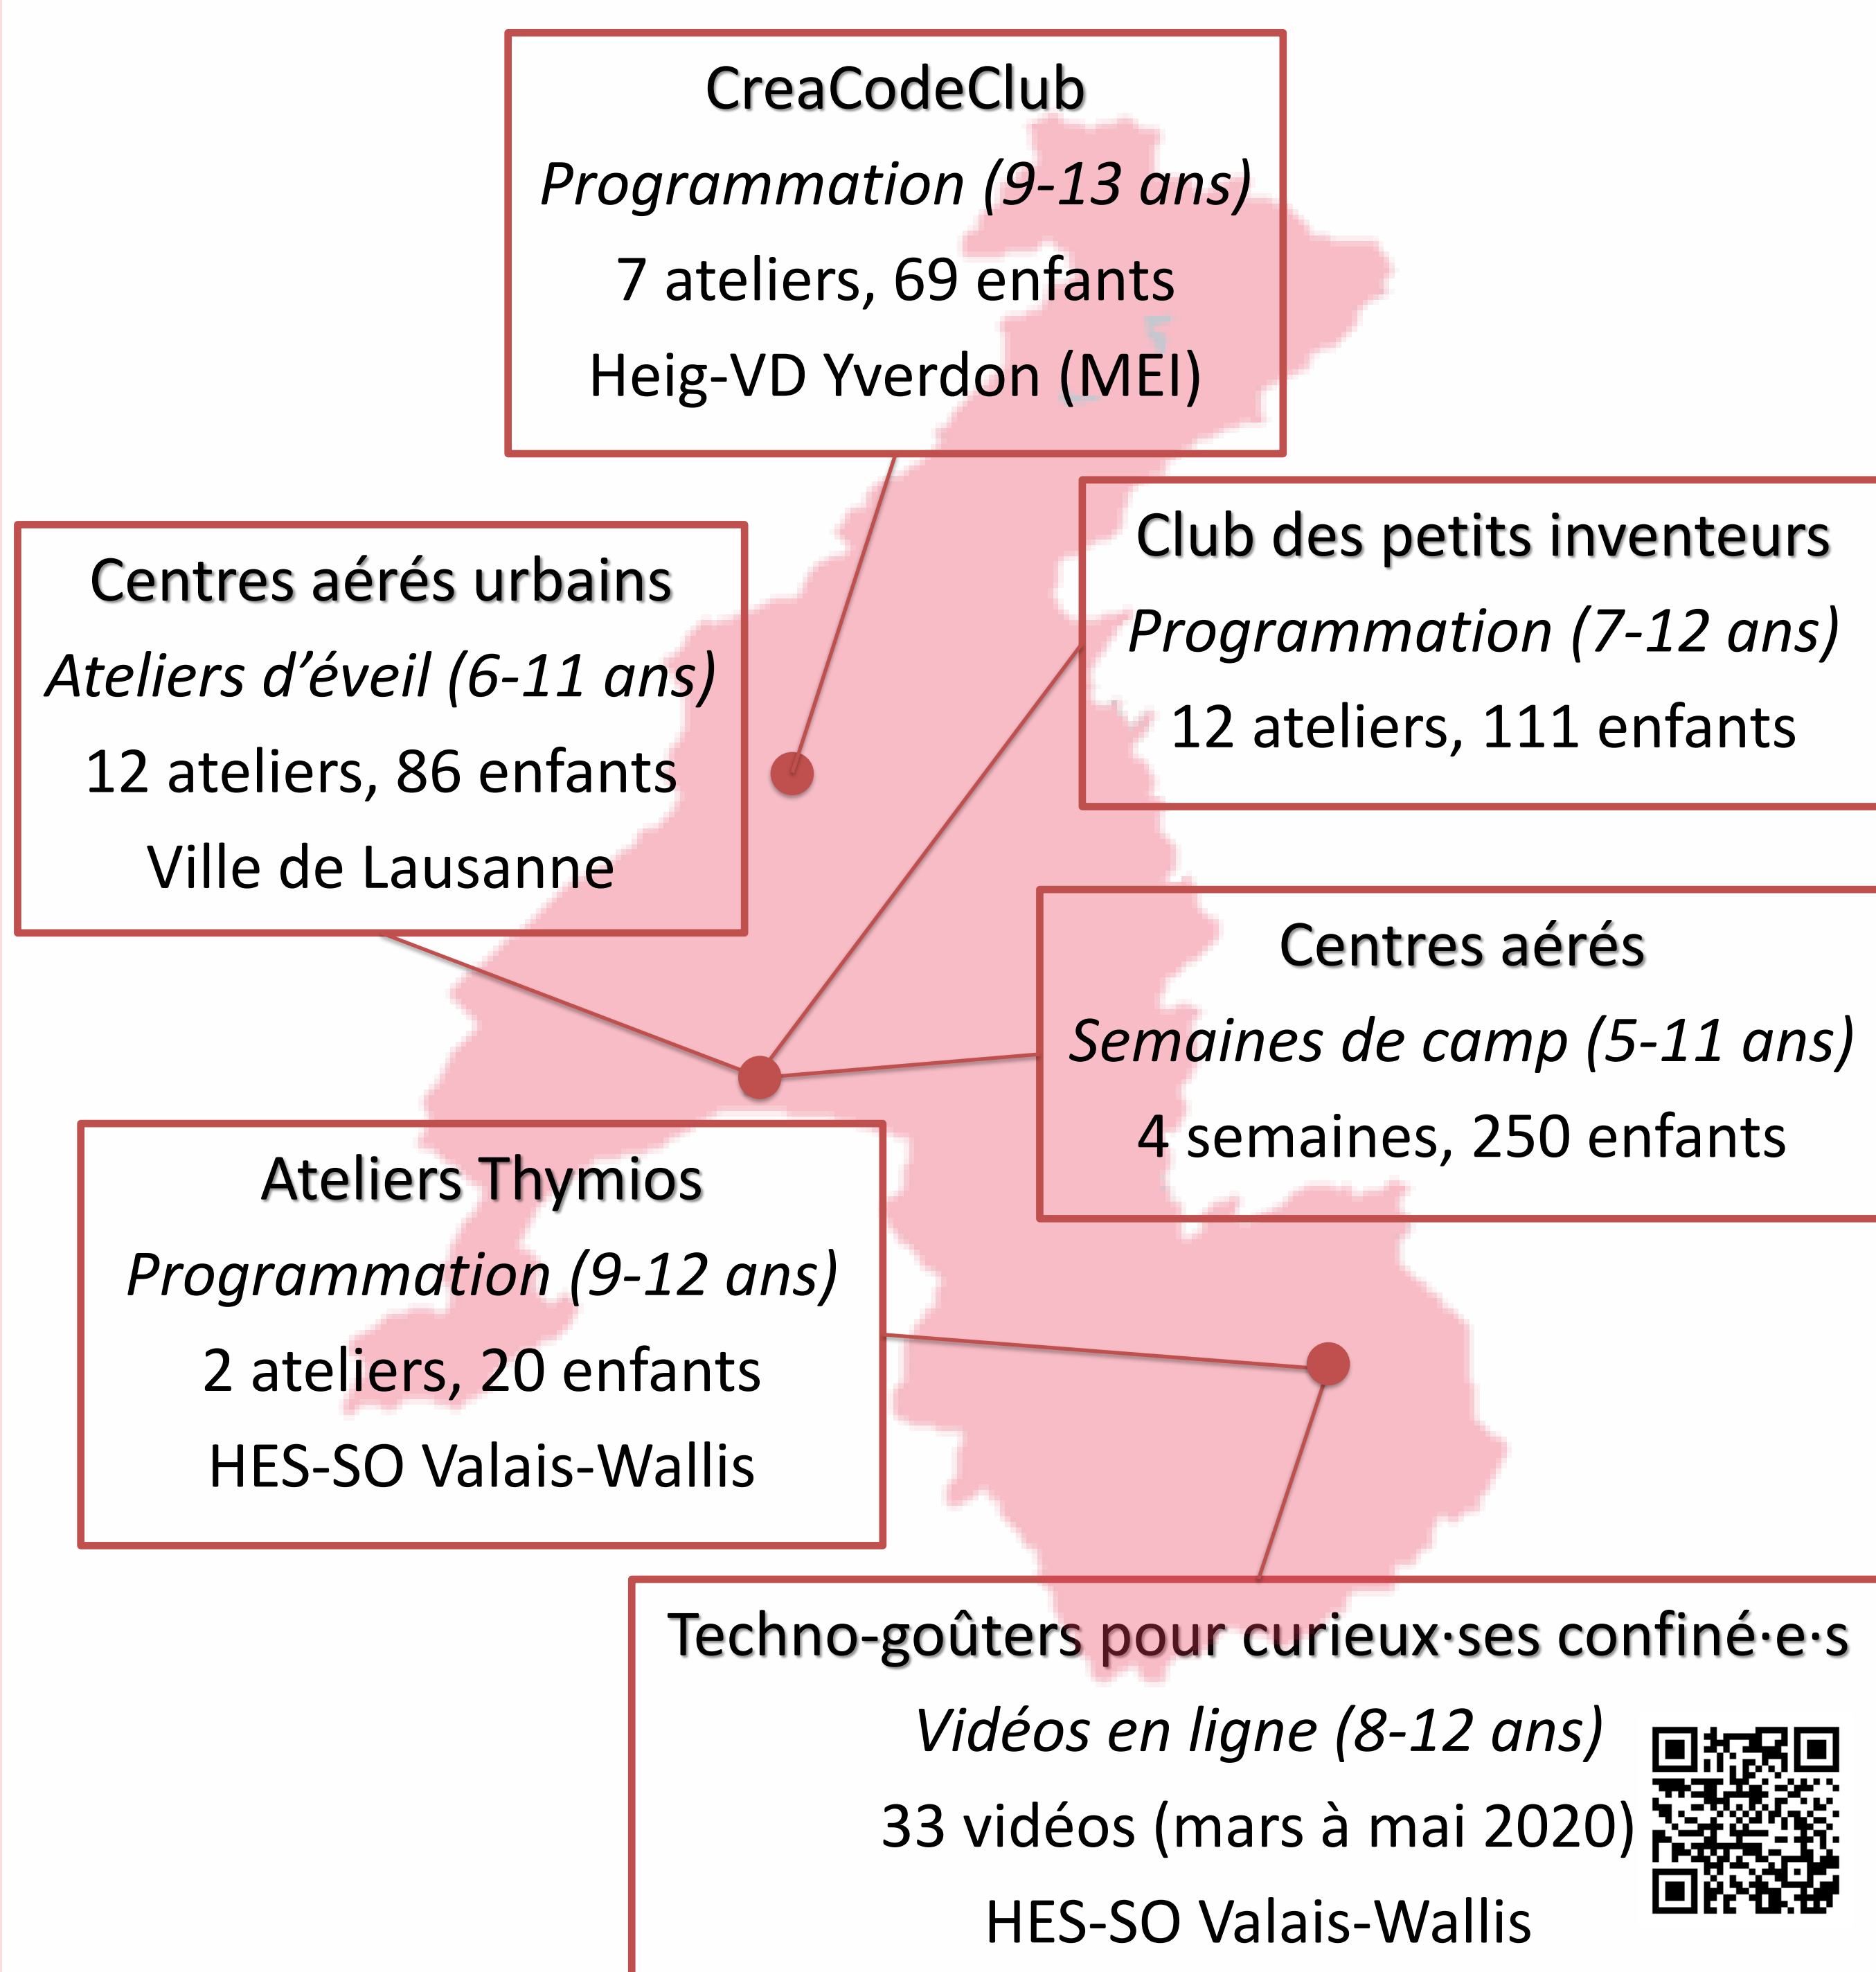 CreaCodeClub
Programmation (9-13 ans)
7 ateliers, 69 enfants
Heig-VD Yverdon (MEI)
Centres aérés urbains
Ateliers d’éveil (6-11 ans)
12 ateliers, 86 enfants
Ville de Lausanne
Club des petits inventeurs
Programmation (7-12 ans)
12 ateliers, 111 enfants
Centres aérés
Semaines de camp (5-11 ans)
4 semaines, 250 enfants
Ateliers Thymios
Programmation (9-12 ans)
2 ateliers, 20 enfants
HES-SO Valais-Wallis
Techno-goûters pour curieux·ses confiné·e·s
Vidéos en ligne (8-12 ans)
33 vidéos (mars à mai 2020)
HES-SO Valais-Wallis